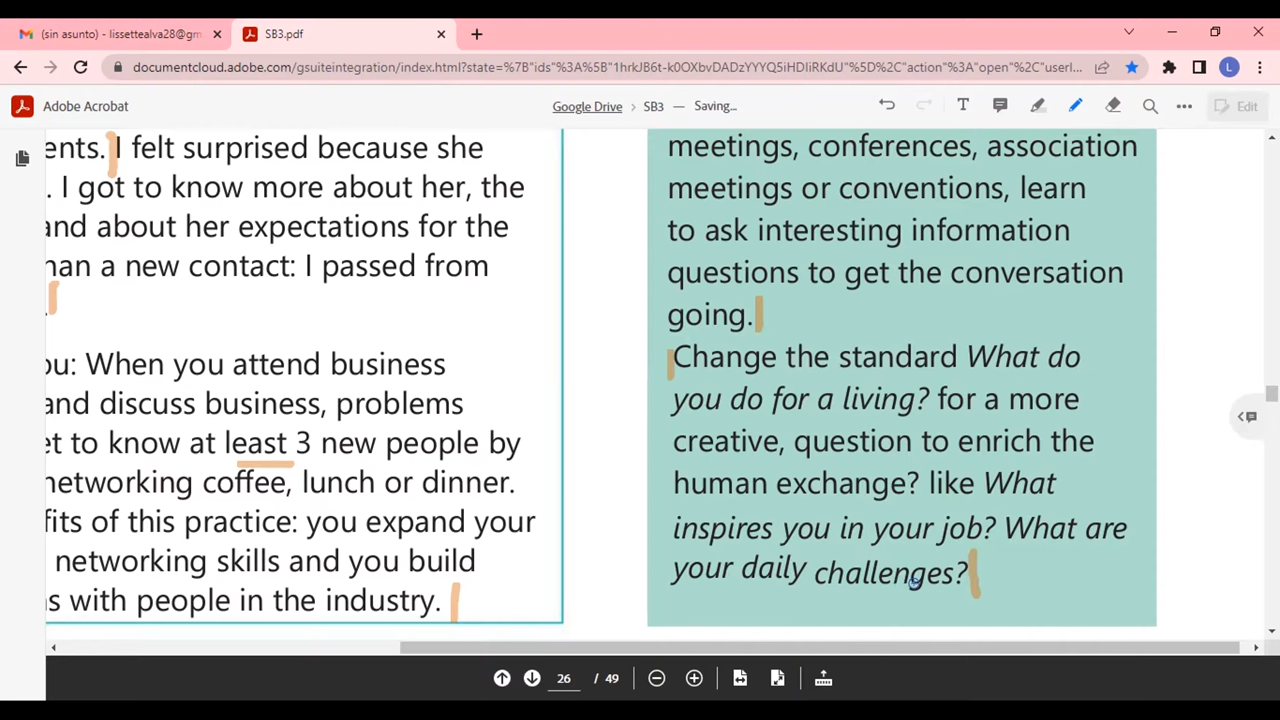 (sin asunto) - lissettealva28@gm
SB3.pdf
documentcloud.adobe.com/gsuiteintegration/index.html?state=%7B"ids"%3A%5B"1hrkJB6t-k0OXbvDADzYYYQ5iHDIiRKdU"%5D%2C"action"%3A"open"%2C"userI...
L
Adobe Acrobat
Google Drive — SB3 — Saving...
Edit
ents. I felt surprised because she
. I got to know more about her, the
and about her expectations for the
han a new contact: I passed from
.
ou: When you attend business
and discuss business, problems
et to know at least 3 new people by
networking coffee, lunch or dinner.
fits of this practice: you expand your
networking skills and you build
s with people in the industry.
meetings, conferences, association
meetings or conventions, learn
to ask interesting information
questions to get the conversation
going.
Change the standard What do
you do for a living? for a more
creative, question to enrich the
human exchange? like What
inspires you in your job? What are
your daily challenges?
26 / 49